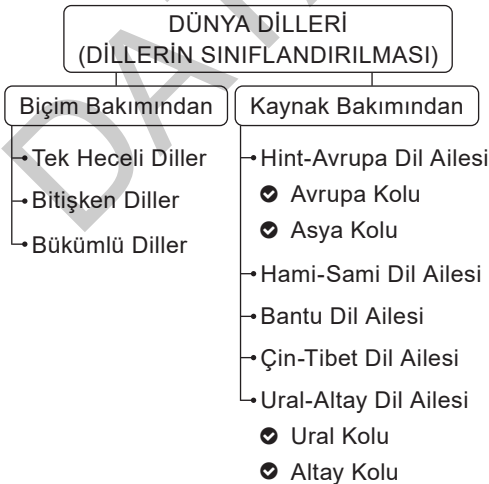 DÜNYA DİLLERİ
(DİLLERİN SINIFLANDIRILMASI)
Biçim Bakımından
Tek Heceli Diller
Bitişken Diller
Bükümlü Diller
Kaynak Bakımından
Hint-Avrupa Dil Ailesi
Avrupa Kolu
Asya Kolu
Hami-Sami Dil Ailesi
Bantu Dil Ailesi
Çin-Tibet Dil Ailesi
Ural-Altay Dil Ailesi
Ural Kolu
Altay Kolu